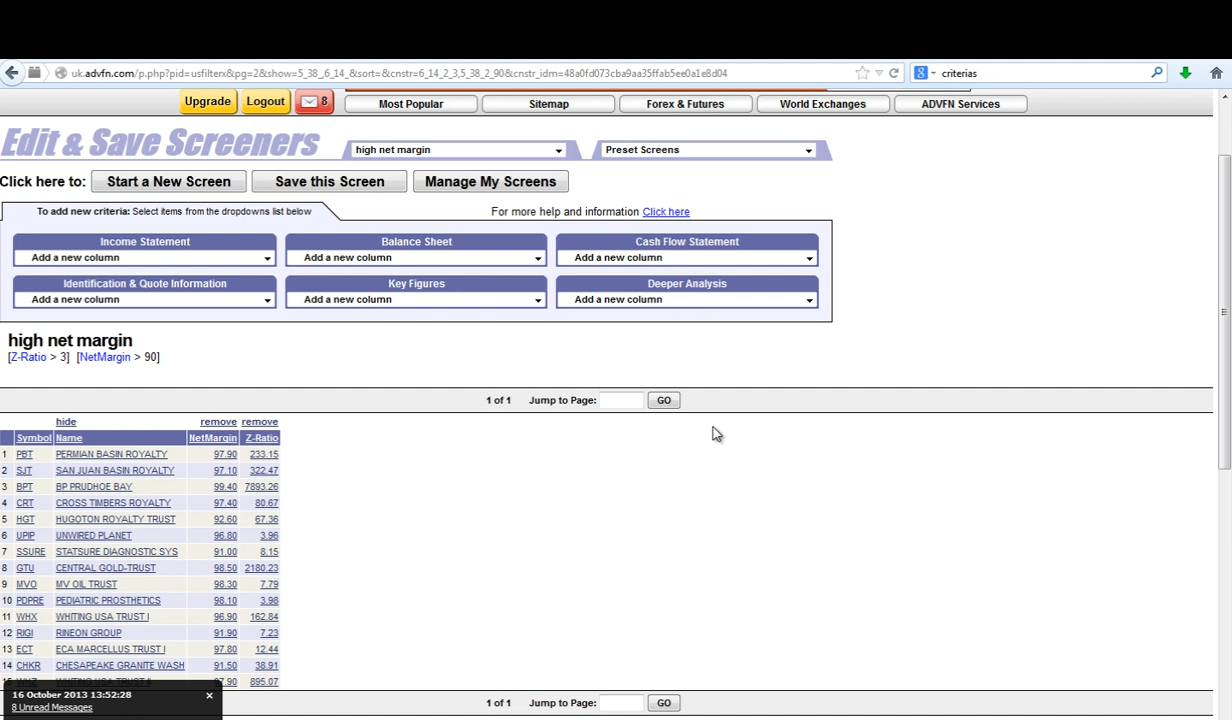 uk.advfn.com/p.php?pid=usfilterx&pg=2&show=5_38_,6_14_&sort=&cnstr=6_14_2_3,5_38_2_90&cnstr_idm=48a0fd073cba9aa35ffab5ee0a1e8d04
criterias
Upgrade Logout 8 Most Popular Sitemap Forex & Futures World Exchanges ADVFN Services
Edit & Save Screeners high net margin Preset Screens
Click here to: Start a New Screen Save this Screen Manage My Screens
To add new criteria: Select items from the dropdowns list below For more help and information Click here
Income Statement Balance Sheet Cash Flow Statement
Add a new column Add a new column Add a new column
Identification & Quote Information Key Figures Deeper Analysis
Add a new column Add a new column Add a new column
high net margin
[Z-Ratio > 3] [NetMargin > 90]
1 of 1 Jump to Page: GO
hide remove remove
Symbol Name NetMargin Z-Ratio
1 PBT PERMIAN BASIN ROYALTY 97.90 233.15
2 SJT SAN JUAN BASIN ROYALTY 97.10 322.47
3 BPT BP PRUDHOE BAY 99.40 7893.26
4 CRT CROSS TIMBERS ROYALTY 97.40 80.67
5 HGT HUGOTON ROYALTY TRUST 92.60 67.36
6 UPIP UNWIRED PLANET 96.80 3.96
7 SSURE STATSURE DIAGNOSTIC SYS 91.00 8.15
8 GTU CENTRAL GOLD-TRUST 98.50 2180.23
9 MVO MV OIL TRUST 98.30 7.79
10 PDPRE PEDIATRIC PROSTHETICS 98.10 3.98
11 WHX WHITING USA TRUST I 96.90 162.84
12 RIGI RINEON GROUP 91.90 7.23
13 ECT ECA MARCELLUS TRUST I 97.80 12.44
14 CHKR CHESAPEAKE GRANITE WASH 91.50 38.91
97.90 895.07
16 October 2013 13:52:28
8 Unread Messages
1 of 1 Jump to Page: GO